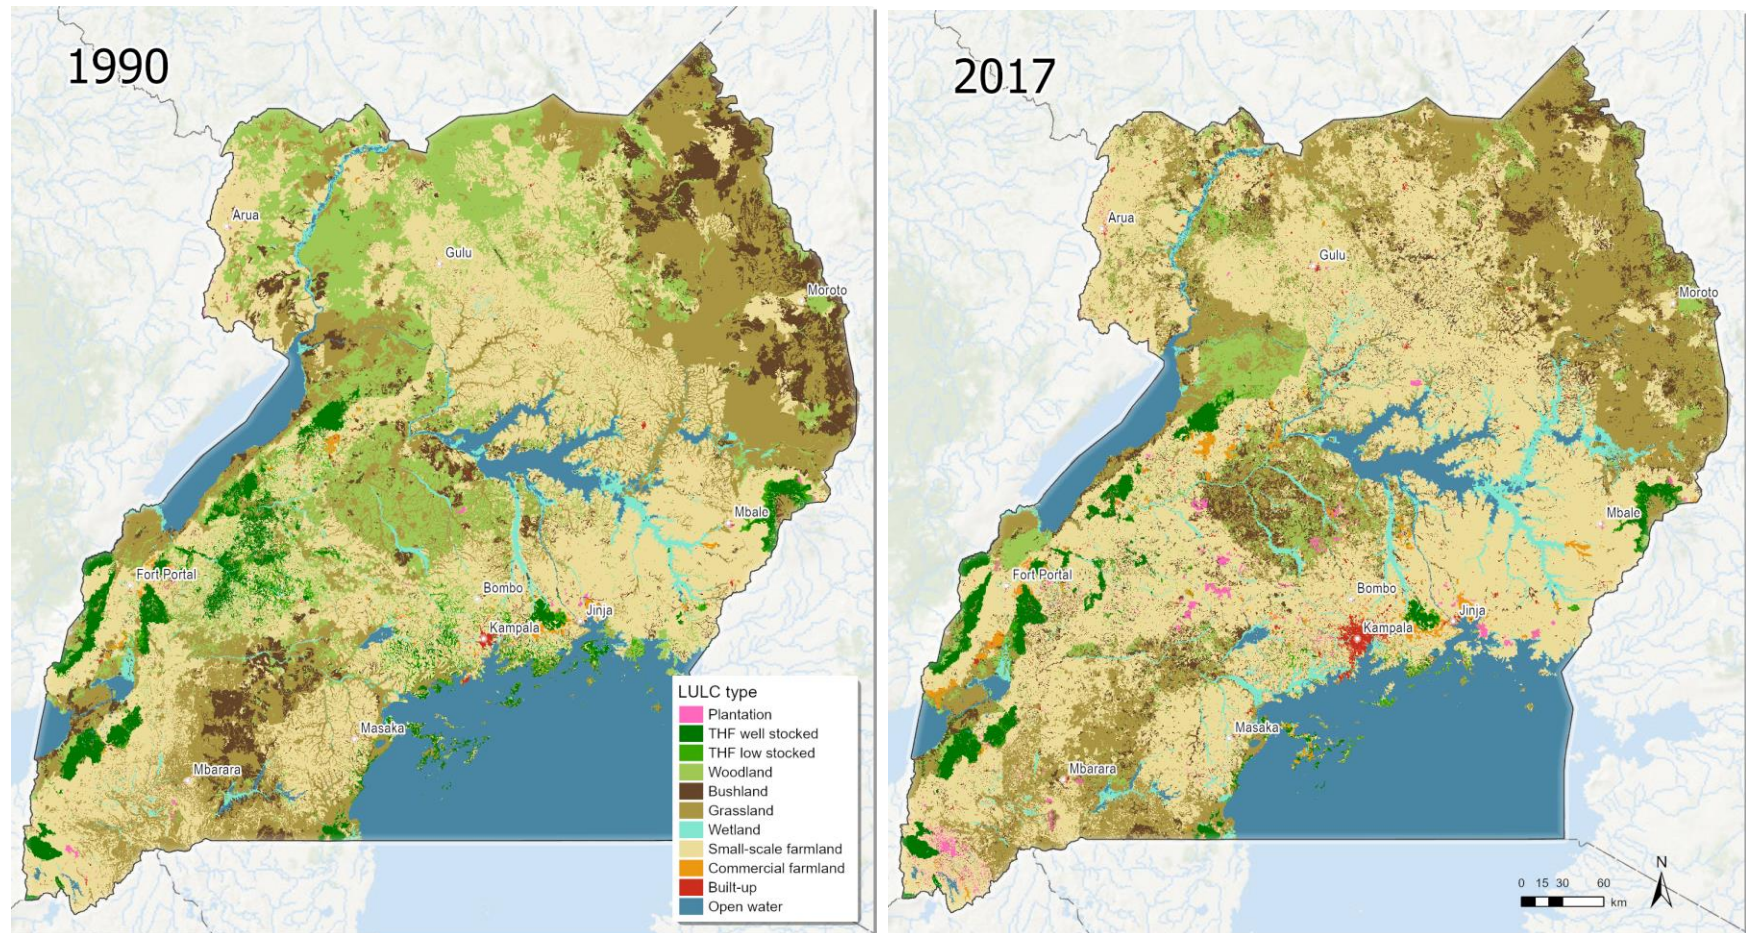 1990
Arua
Gulu
Moroto
Mbale
Fort Portal
Bombo
Jinja
Kampala
Masaka
Mbarara
LULC type
Plantation
THF well stocked
THF low stocked
Woodland
Bushland
Grassland
Wetland
Small-scale farmland
Commercial farmland
Built-up
Open water
2017
Arua
Gulu
Moroto
Mbale
Fort Portal
Bombo
Jinja
Kampala
Masaka
Mbarara
N
0 15 30 60
km